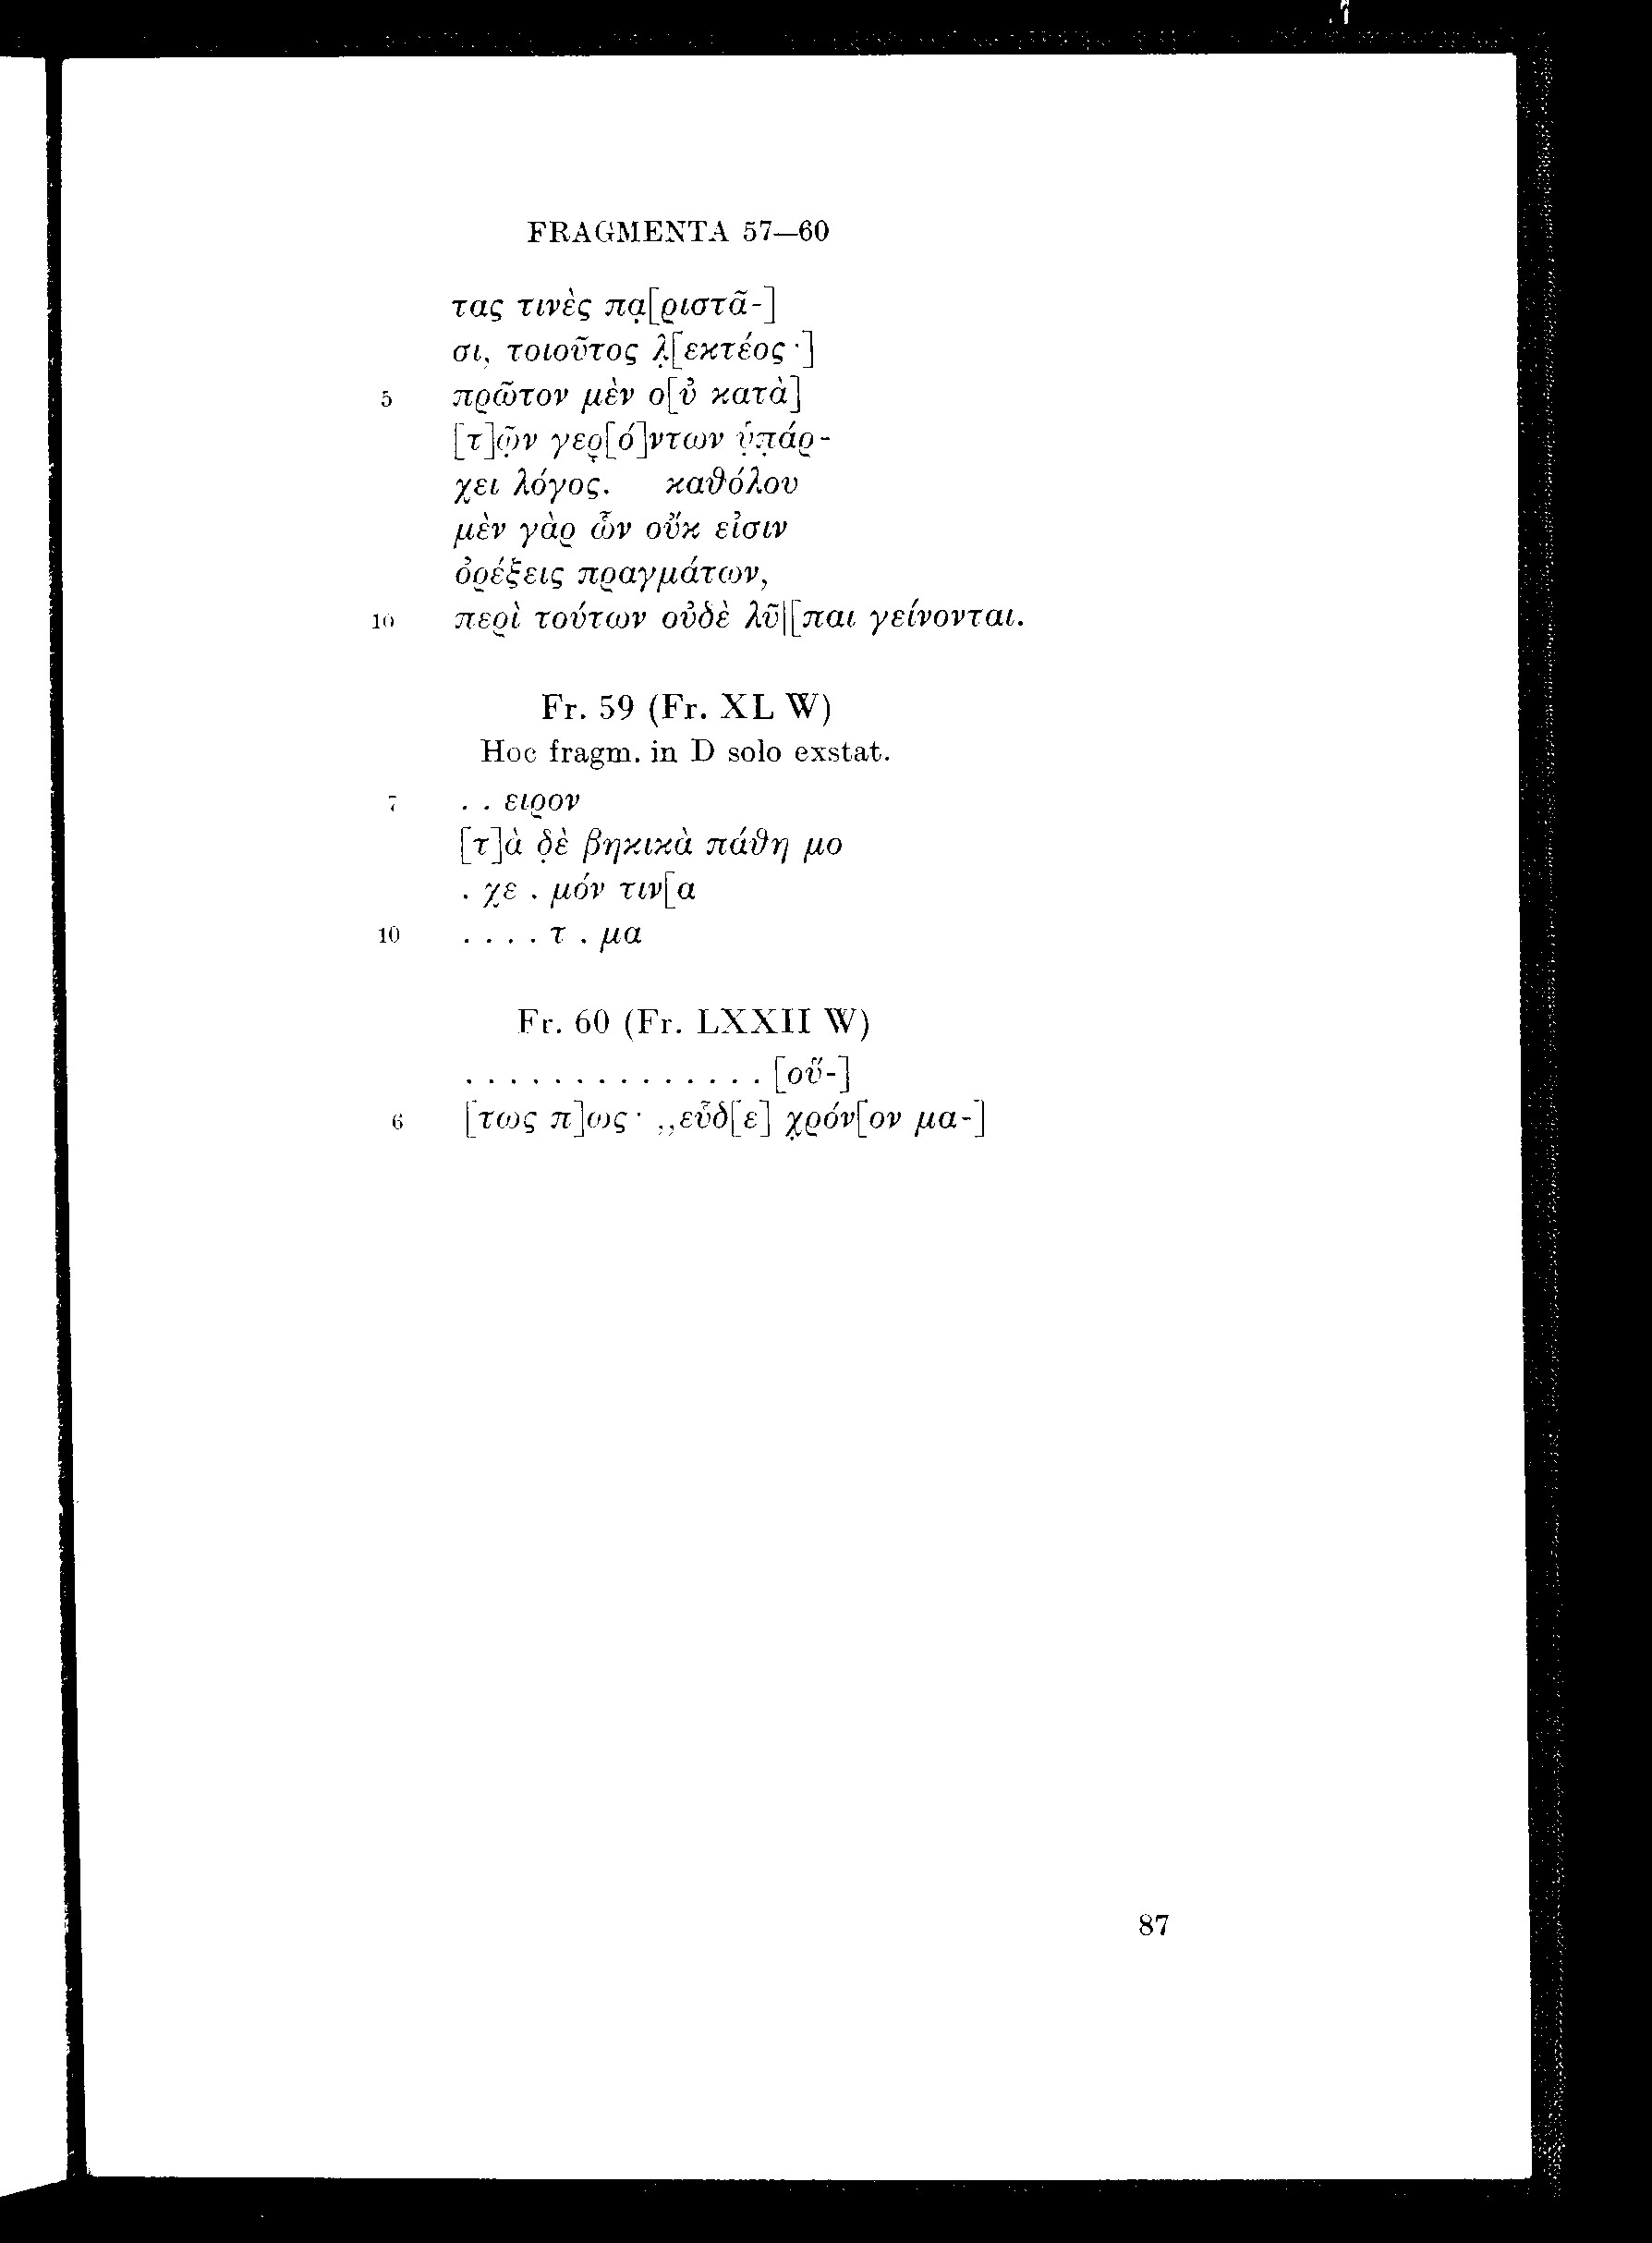 FRAGMENTA 57—60
τας τινὲς πα̣[ριστᾶ-]
σι, τοιοῦτος λ̣[εκτέος·]
5 πρῶτον μὲν ο[ὐ κατὰ]
[τ]ῶ̣ν γερ̣[ό]ντων ὑ̣π̣άρ-
χει λόγος. καθόλου
μὲν γὰρ ὧν οὔκ εἰσιν
ὀρέξεις πραγμάτων,
10 περὶ τούτων οὐδὲ λῦ|[παι γείνονται.
Fr. 59 (Fr. XL W)
Hoc fragm. in D solo exstat.
7 . . ειρον
[τ]ὰ δ̣ὲ βηκικὰ πάθη μο
. χ̣ε . μόν τιν[α
10 . . . . τ . μα
Fr. 60 (Fr. LXXII W)
. . . . . . . . . . . . . . [οὕ-]
6 [τως π]ως· „εὗδ[ε] χ̣ρόν[ον μα-]
87